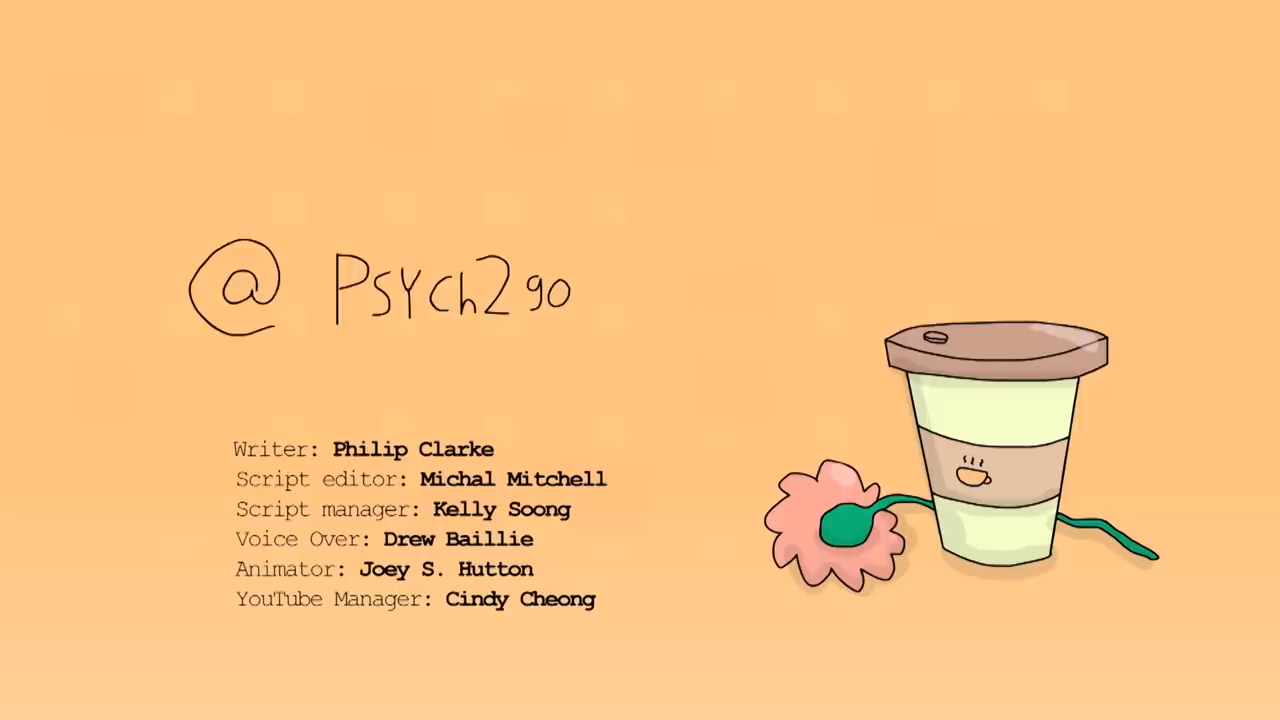 @ Psych2go
Writer: Philip Clarke
Script editor: Michal Mitchell
Script manager: Kelly Soong
Voice Over: Drew Baillie
Animator: Joey S. Hutton
YouTube Manager: Cindy Cheong